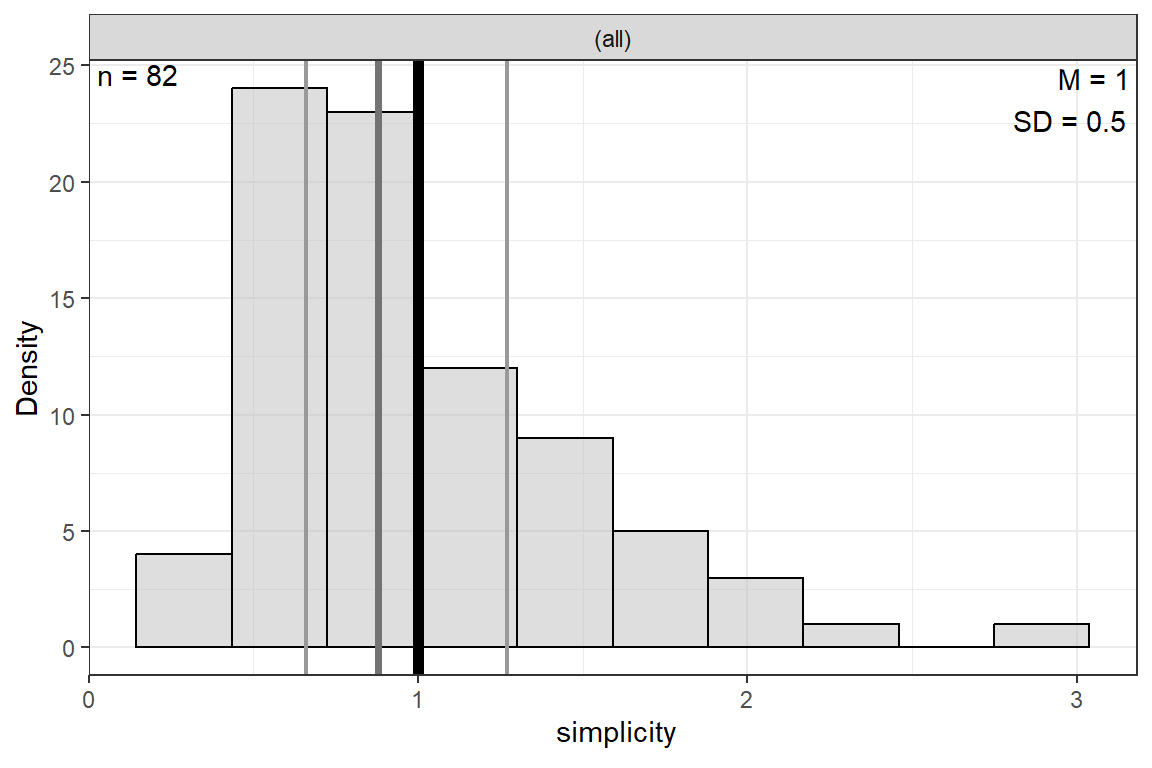 (all)
n = 82
M = 1
SD = 0.5
25
20
15
10
5
0
Density
0 1 2 3
simplicity